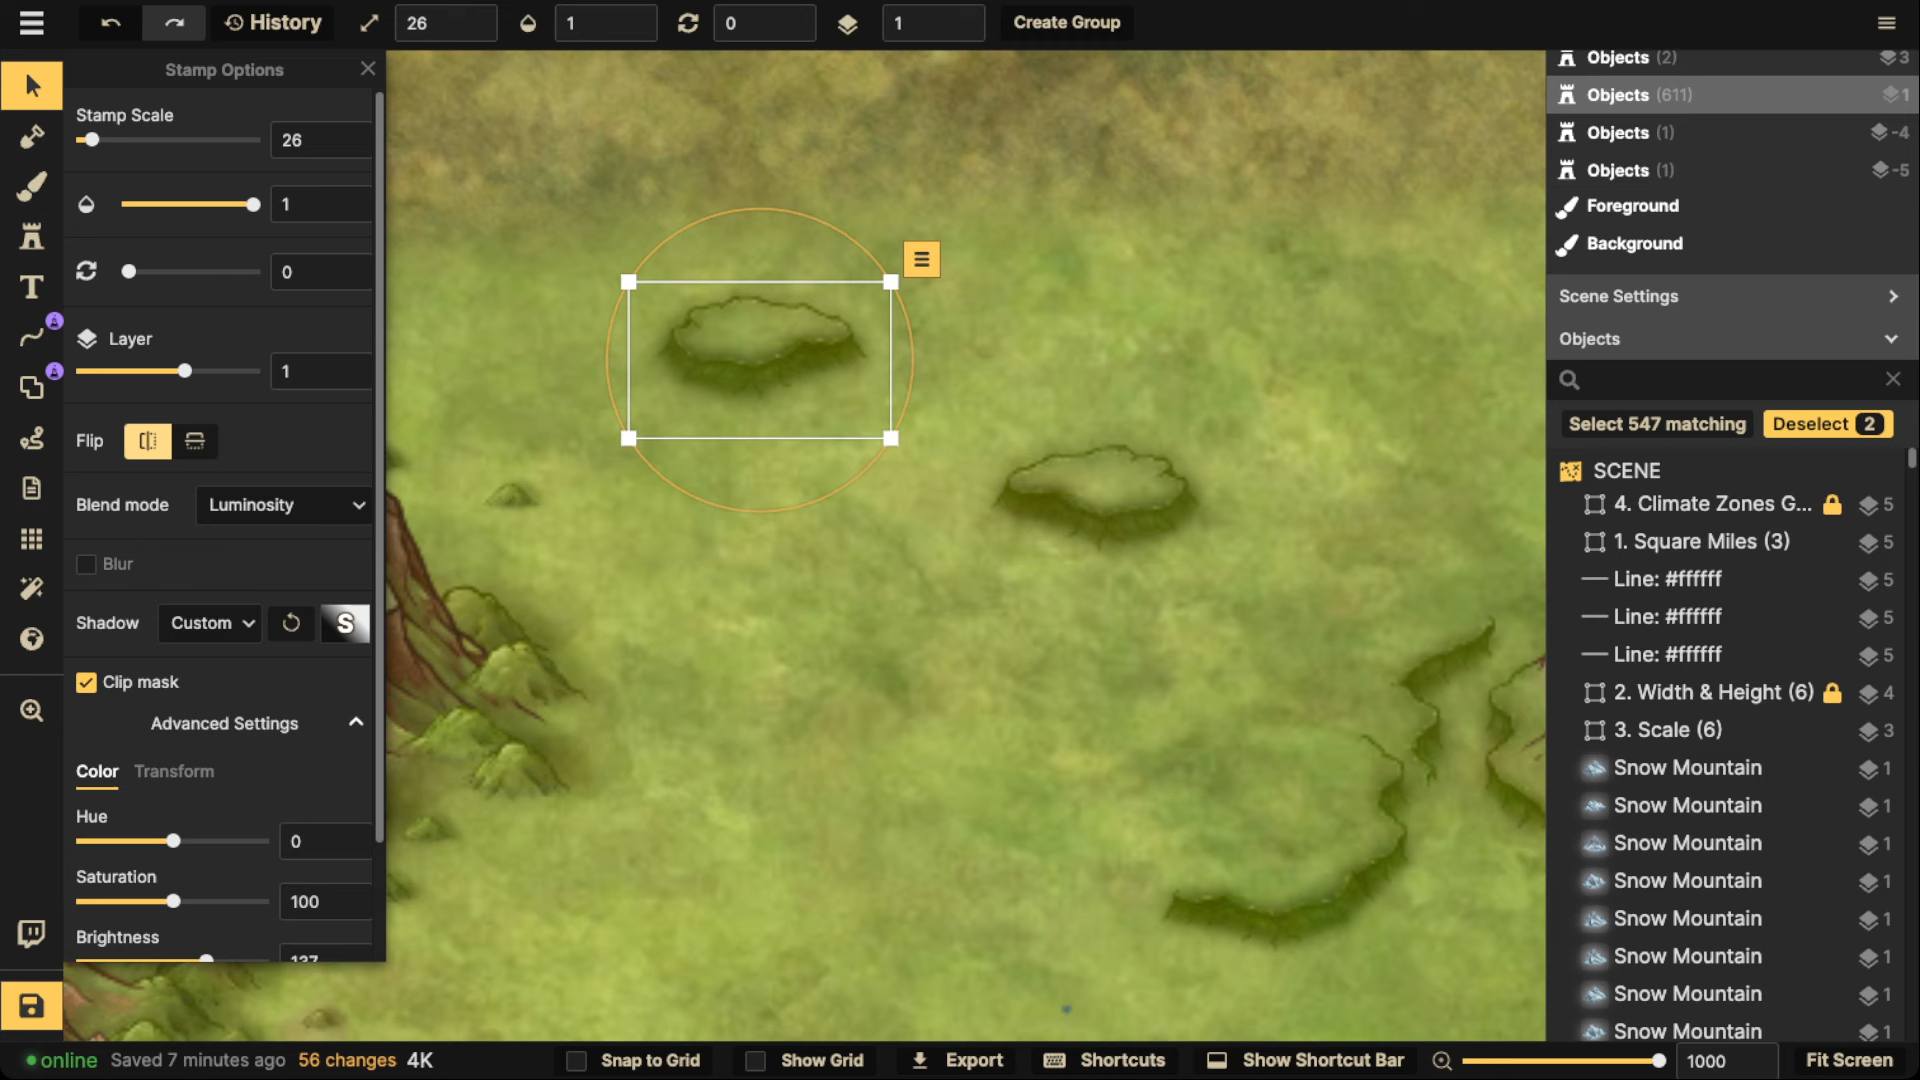 History
26
1
0
1
Create Group
Stamp Options
Stamp Scale
26
1
0
Layer
1
Flip
Blend mode
Luminosity
Blur
Shadow
Custom
S
Clip mask
Advanced Settings
Color
Transform
Hue
0
Saturation
100
Brightness
137
T
Objects (2)
3
Objects (611)
1
Objects (1)
-4
Objects (1)
-5
Foreground
Background
Scene Settings
Objects
Select 547 matching
Deselect 2
SCENE
4. Climate Zones G...
5
1. Square Miles (3)
5
Line: #ffffff
5
Line: #ffffff
5
Line: #ffffff
5
2. Width & Height (6)
4
3. Scale (6)
3
Snow Mountain
1
Snow Mountain
1
Snow Mountain
1
Snow Mountain
1
Snow Mountain
1
Snow Mountain
1
Snow Mountain
1
Snow Mountain
1
online
Saved 7 minutes ago
56 changes
4K
Snap to Grid
Show Grid
Export
Shortcuts
Show Shortcut Bar
1000
Fit Screen